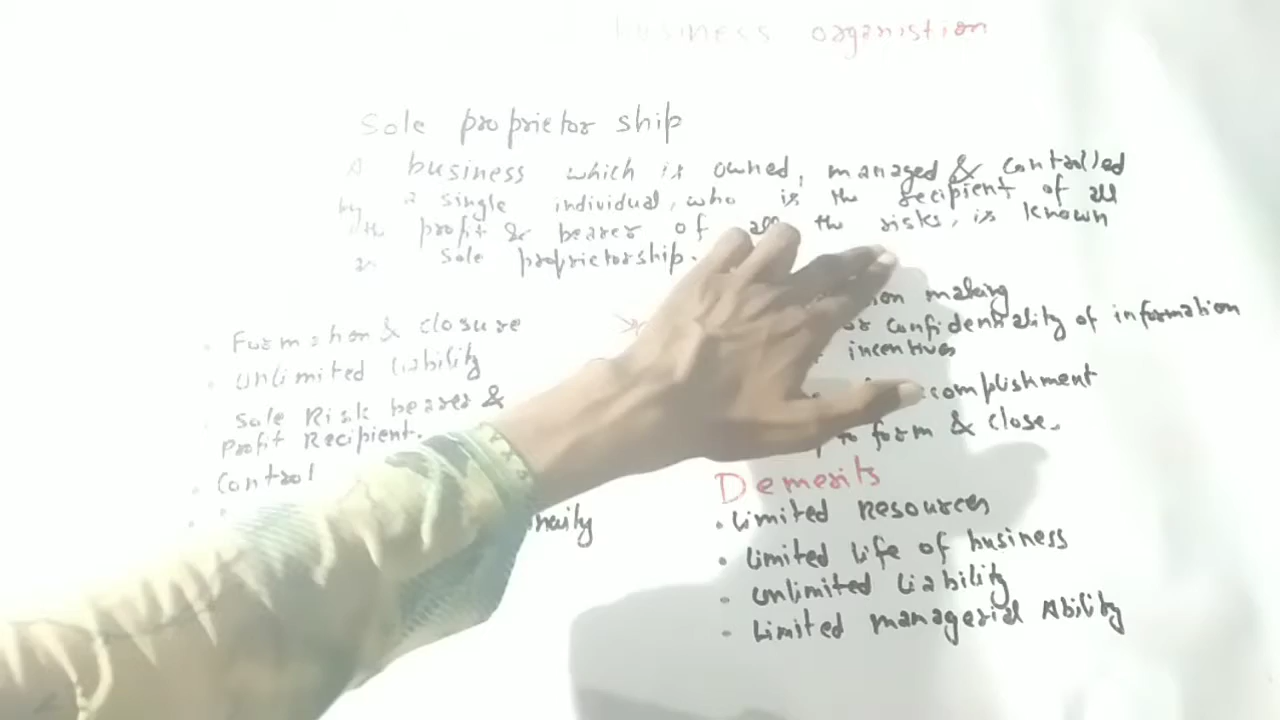 business organistion
Sole proprietor ship
A business which is owned, managed & controlled
by a single individual, who is the recipient of all
the profit & bearer of all the risks, is known
as Sole proprietorship.
Formation & closure
Unlimited Liability
Sole Risk bearer &
Profit Recipient.
Control
making
confidentiality of information
incentives
to form & close.
Demerits
Limited Resources
Limited Life of business
Unlimited Liability
Limited managerial Ability